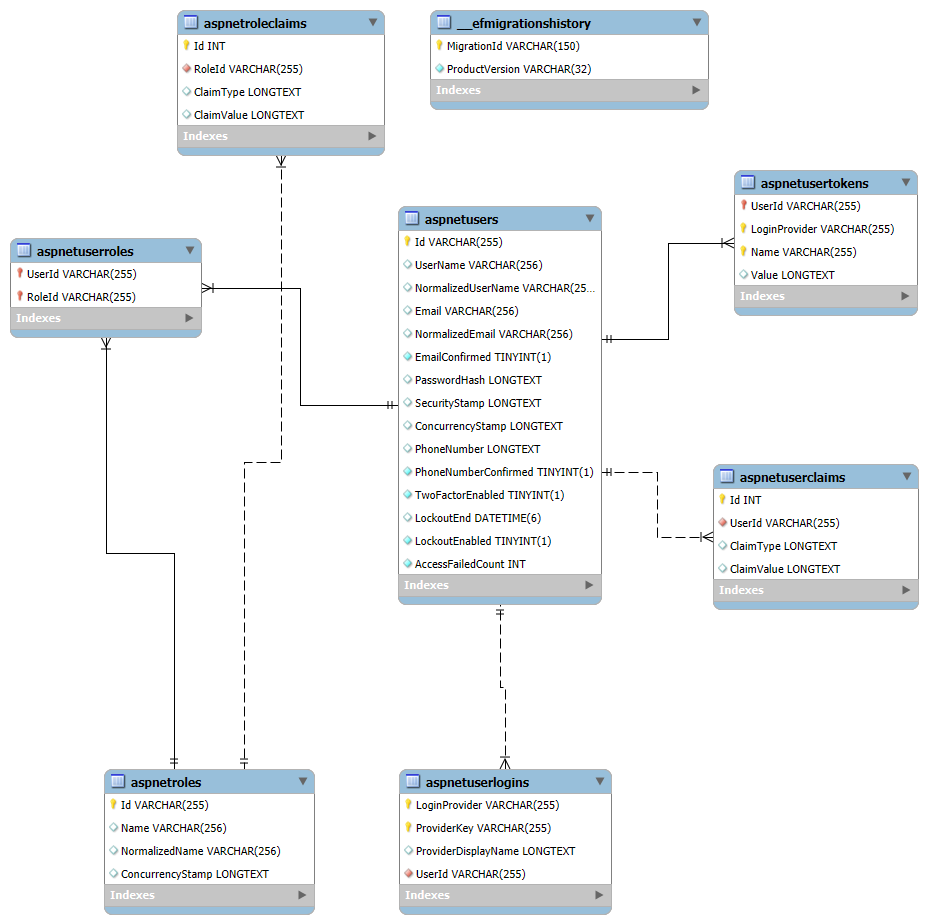 aspnetroleclaims
Id INT
RoleId VARCHAR(255)
ClaimType LONGTEXT
ClaimValue LONGTEXT
Indexes
__efmigrationshistory
MigrationId VARCHAR(150)
ProductVersion VARCHAR(32)
Indexes
aspnetusertokens
UserId VARCHAR(255)
LoginProvider VARCHAR(255)
Name VARCHAR(255)
Value LONGTEXT
Indexes
aspnetusers
Id VARCHAR(255)
UserName VARCHAR(256)
NormalizedUserName VARCHAR(25...
Email VARCHAR(256)
NormalizedEmail VARCHAR(256)
EmailConfirmed TINYINT(1)
PasswordHash LONGTEXT
SecurityStamp LONGTEXT
ConcurrencyStamp LONGTEXT
PhoneNumber LONGTEXT
PhoneNumberConfirmed TINYINT(1)
TwoFactorEnabled TINYINT(1)
LockoutEnd DATETIME(6)
LockoutEnabled TINYINT(1)
AccessFailedCount INT
Indexes
aspnetuserroles
UserId VARCHAR(255)
RoleId VARCHAR(255)
Indexes
aspnetuserclaims
Id INT
UserId VARCHAR(255)
ClaimType LONGTEXT
ClaimValue LONGTEXT
Indexes
aspnetroles
Id VARCHAR(255)
Name VARCHAR(256)
NormalizedName VARCHAR(256)
ConcurrencyStamp LONGTEXT
Indexes
aspnetuserlogins
LoginProvider VARCHAR(255)
ProviderKey VARCHAR(255)
ProviderDisplayName LONGTEXT
UserId VARCHAR(255)
Indexes